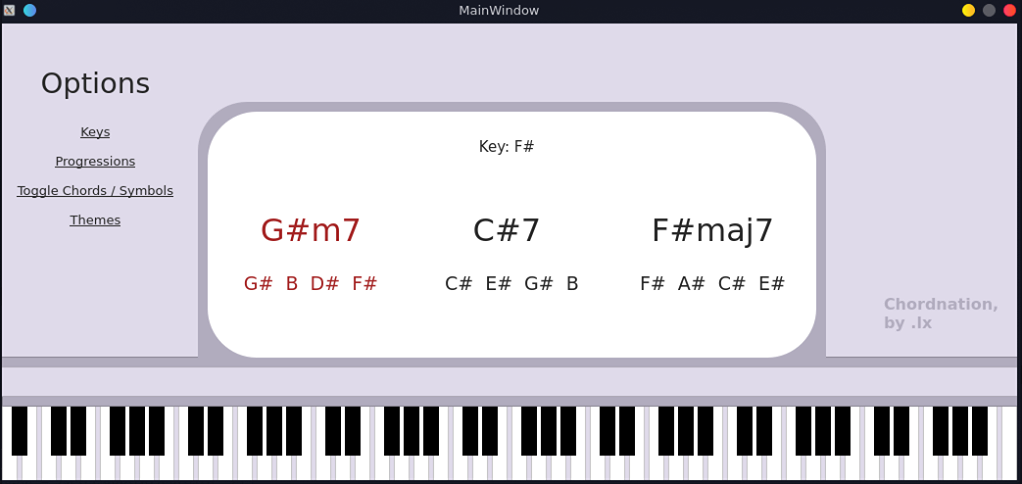 MainWindow
Options
Keys
Progressions
Toggle Chords / Symbols
Themes
Key: F#
G#m7 C#7 F#maj7
G# B D# F# C# E# G# B F# A# C# E#
Chordnation,
by .lx